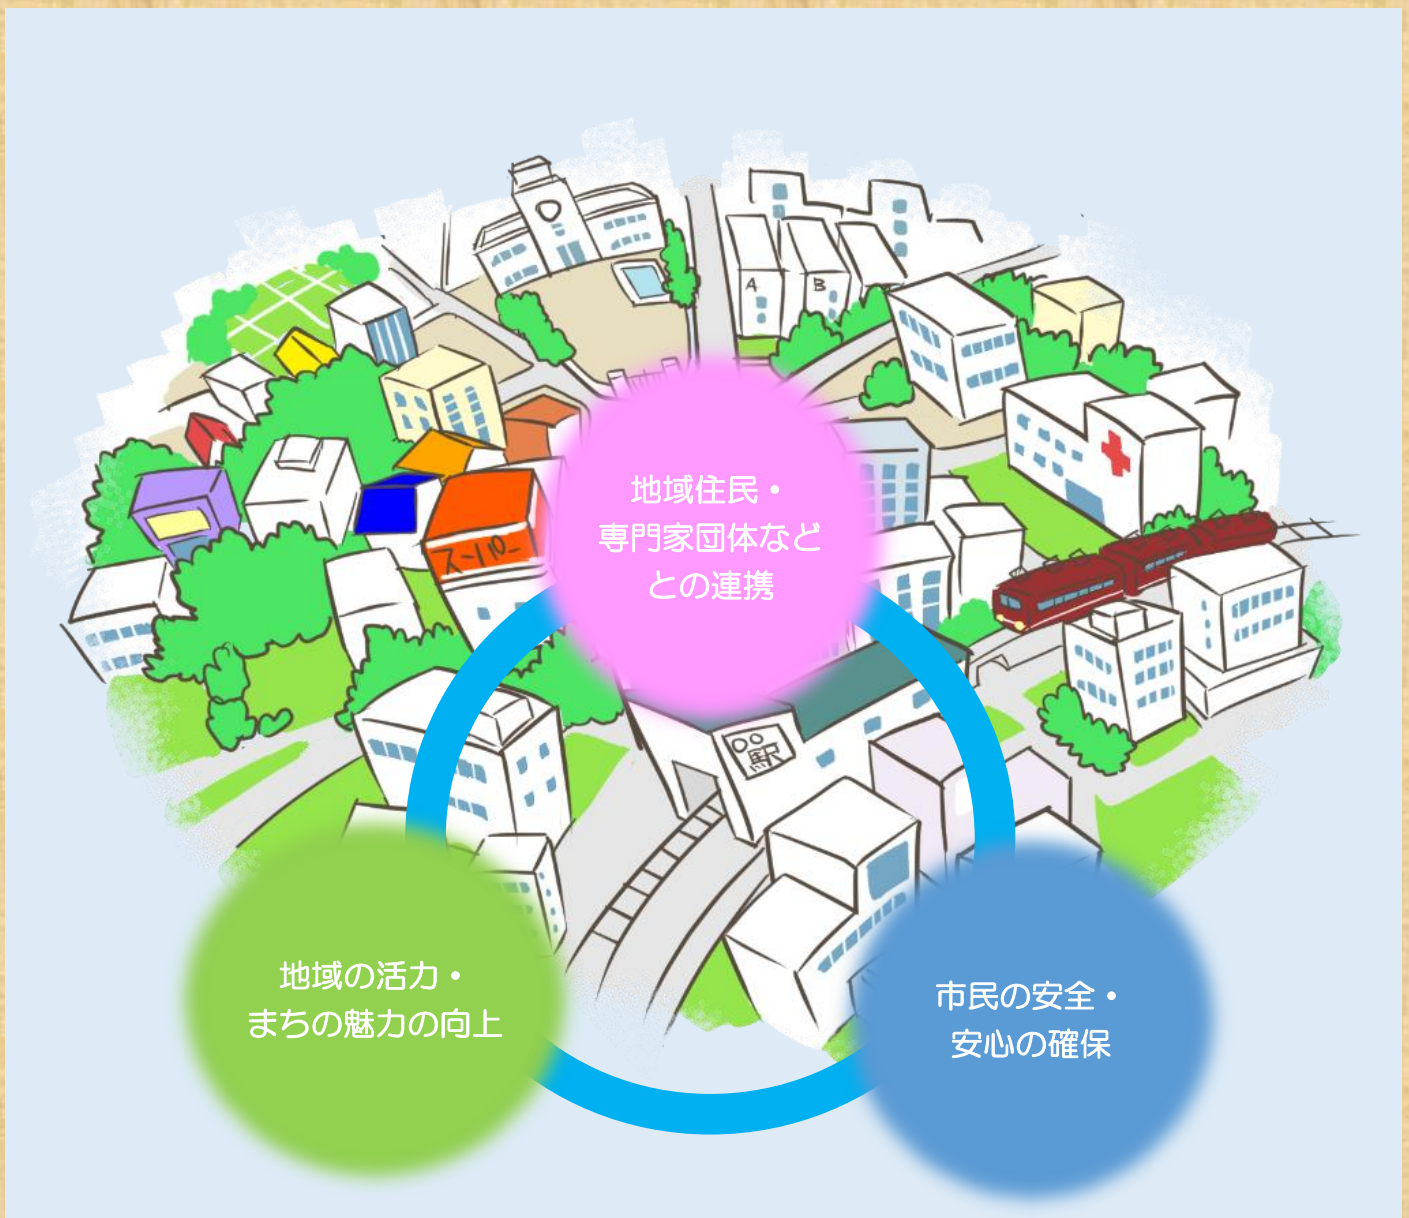 A
B
地域住民・
専門家団体など
との連携
スーパー
駅
地域の活力・
まちの魅力の向上
市民の安全・
安心の確保